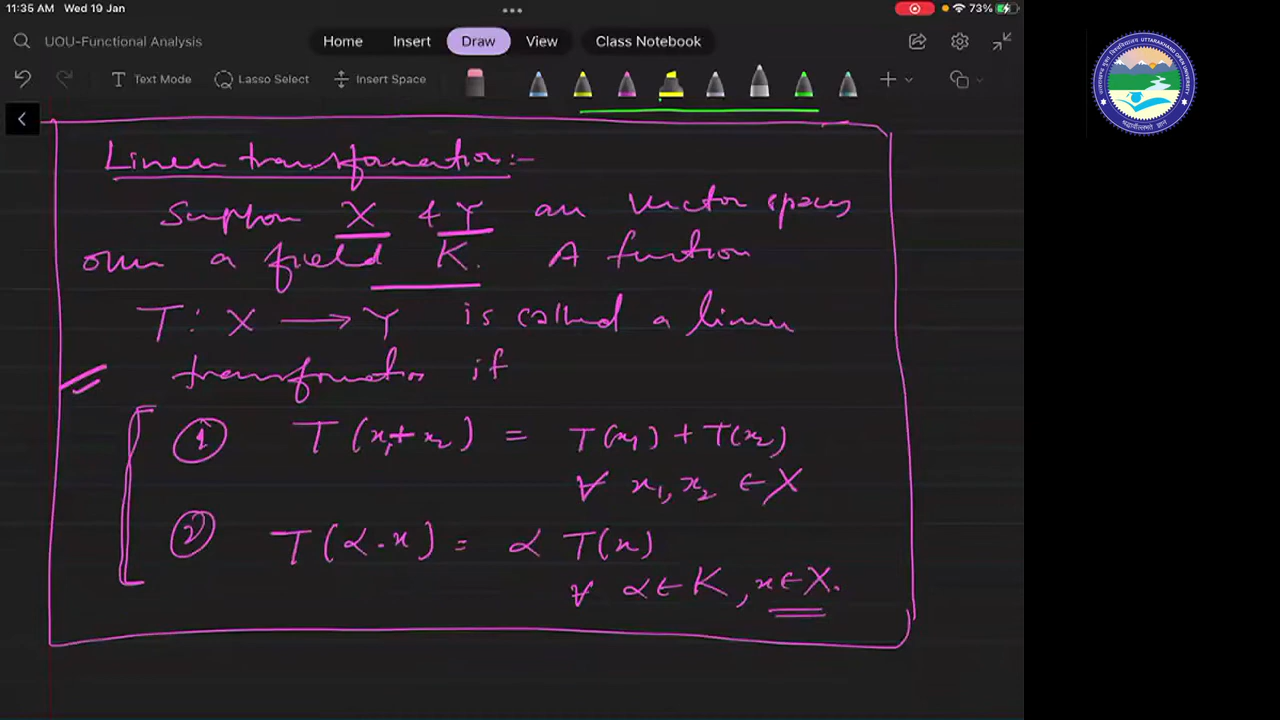 11:35 AM Wed 19 Jan
73%
UOU-Functional Analysis
Home Insert Draw View Class Notebook
Text Mode Lasso Select Insert Space
Linear transformation:-
Suppose X & Y are vector spaces
over a field K. A function
T: X ⟶ Y is called a linear
transformation if
① T(x₁+x₂) = T(x₁) + T(x₂)
∀ x₁, x₂ ∈ X
② T(α·x) = α T(x)
∀ α ∈ K, x ∈ X.